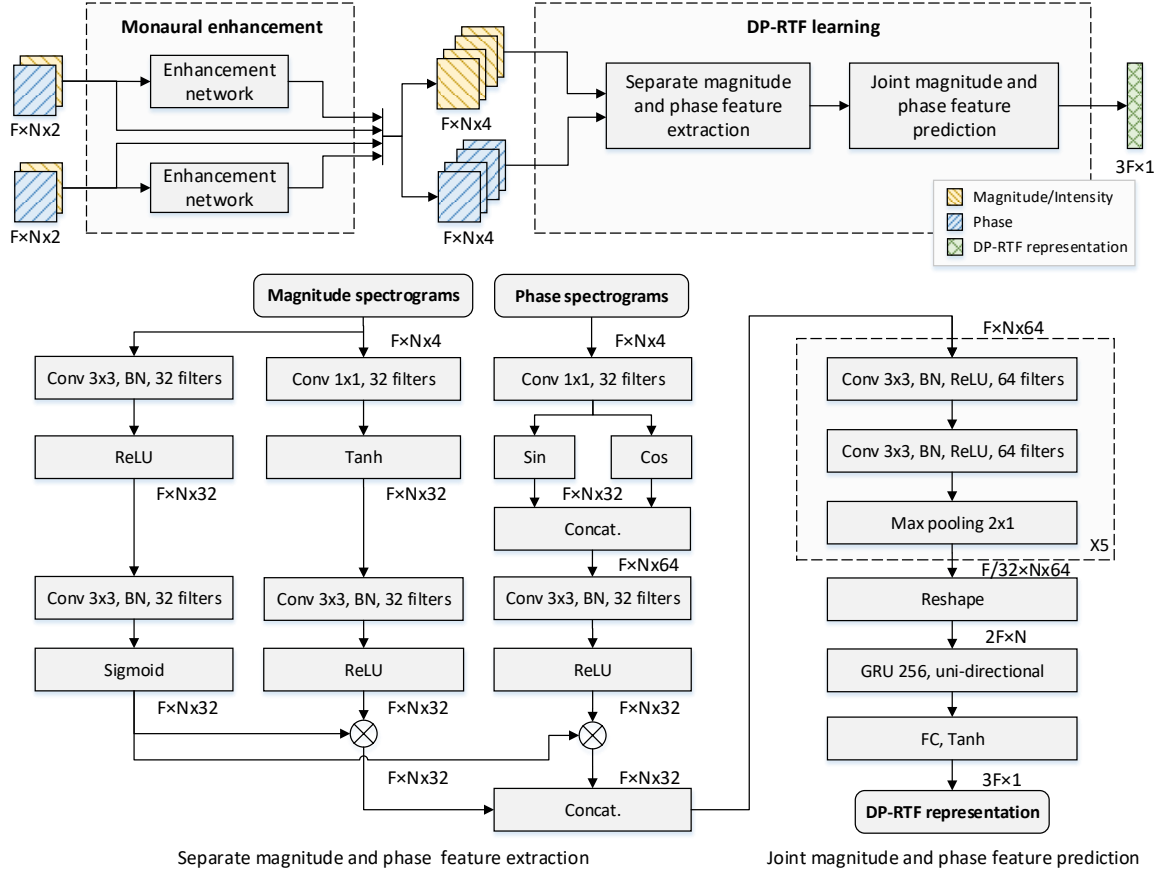 Monaural enhancement
DP-RTF learning
Enhancement
network
F×Nx2
Enhancement
network
F×Nx2
F×Nx4
F×Nx4
Separate magnitude
and phase feature
extraction
Joint magnitude and
phase feature
prediction
3F×1
Magnitude/Intensity
Phase
DP-RTF representation
Magnitude spectrograms
Phase spectrograms
F×Nx4
F×Nx4
F×Nx64
Conv 3x3, BN, 32 filters
Conv 1x1, 32 filters
Conv 1x1, 32 filters
Conv 3x3, BN, ReLU, 64 filters
ReLU
Tanh
Sin
Cos
Conv 3x3, BN, ReLU, 64 filters
F×Nx32
F×Nx32
F×Nx32
Concat.
Max pooling 2x1
X5
F×Nx64
F/32×Nx64
Conv 3x3, BN, 32 filters
Conv 3x3, BN, 32 filters
Conv 3x3, BN, 32 filters
Reshape
2F×N
Sigmoid
ReLU
ReLU
GRU 256, uni-directional
F×Nx32
F×Nx32
F×Nx32
FC, Tanh
F×Nx32
F×Nx32
3F×1
Concat.
DP-RTF representation
Separate magnitude and phase feature extraction
Joint magnitude and phase feature prediction